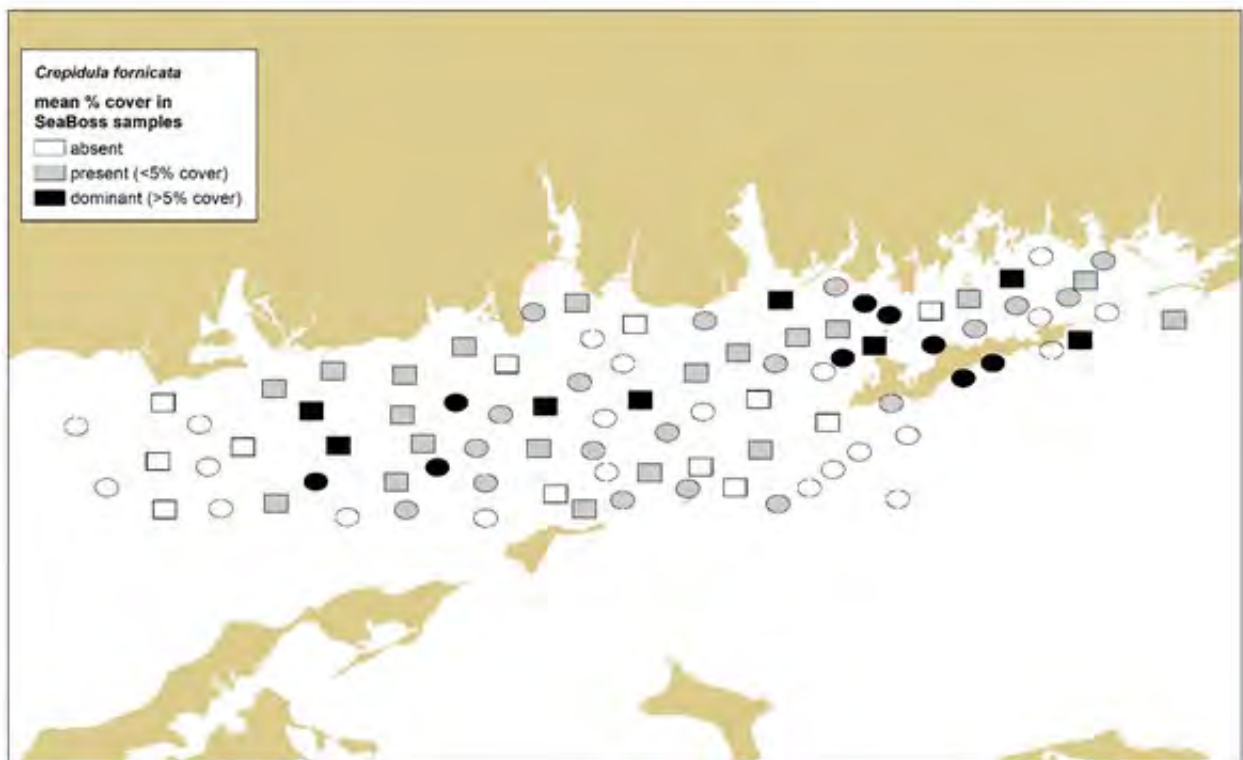 Crepidula fornicata
mean % cover in
SeaBoss samples
absent
present (<5% cover)
dominant (>5% cover)